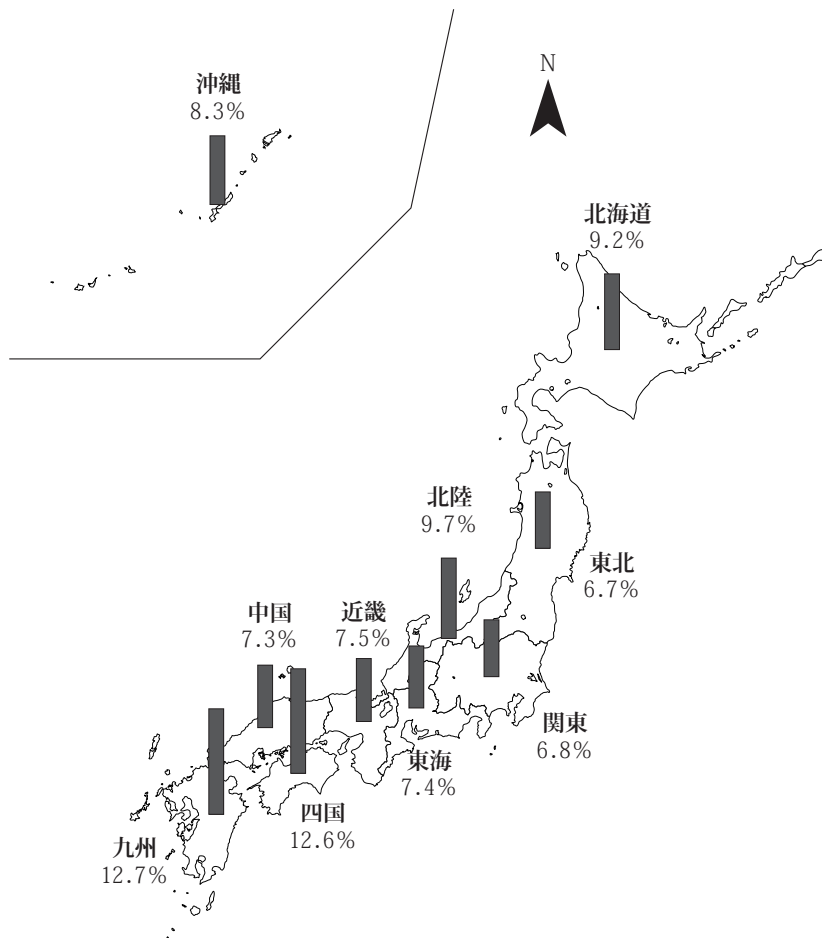 沖縄
8.3%
N
北海道
9.2%
北陸
9.7%
東北
6.7%
中国
7.3%
近畿
7.5%
関東
6.8%
東海
7.4%
四国
12.6%
九州
12.7%